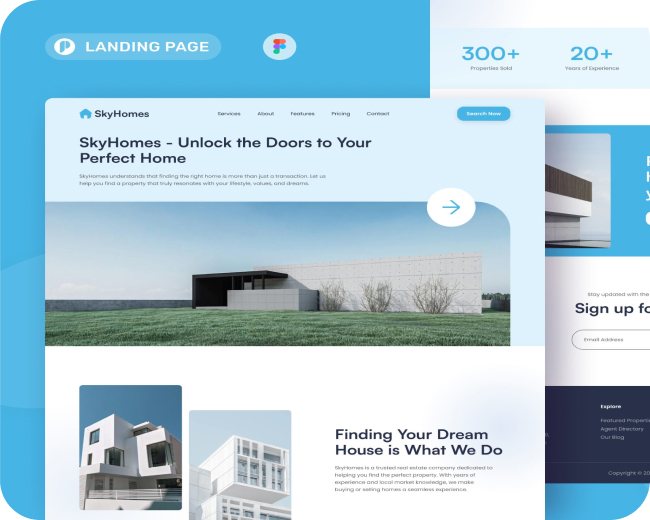 LANDING PAGE
300+
Properties Sold
20+
Years of Experience
SkyHomes
Services
About
Features
Pricing
Contact
Search Now
SkyHomes - Unlock the Doors to Your
Perfect Home
SkyHomes understands that finding the right home is more than just a transaction. Let us
help you find a property that truly resonates with your lifestyle, values, and dreams.
Stay updated with the
Sign up fo
Email Address
Finding Your Dream
House is What We Do
SkyHomes is a trusted real estate company dedicated to
helping you find the perfect property. With years of
experience and local market knowledge, we make
buying or selling homes a seamless experience.
Explore
Featured Properti
Agent Directory
Our Blog
Copyright © 20